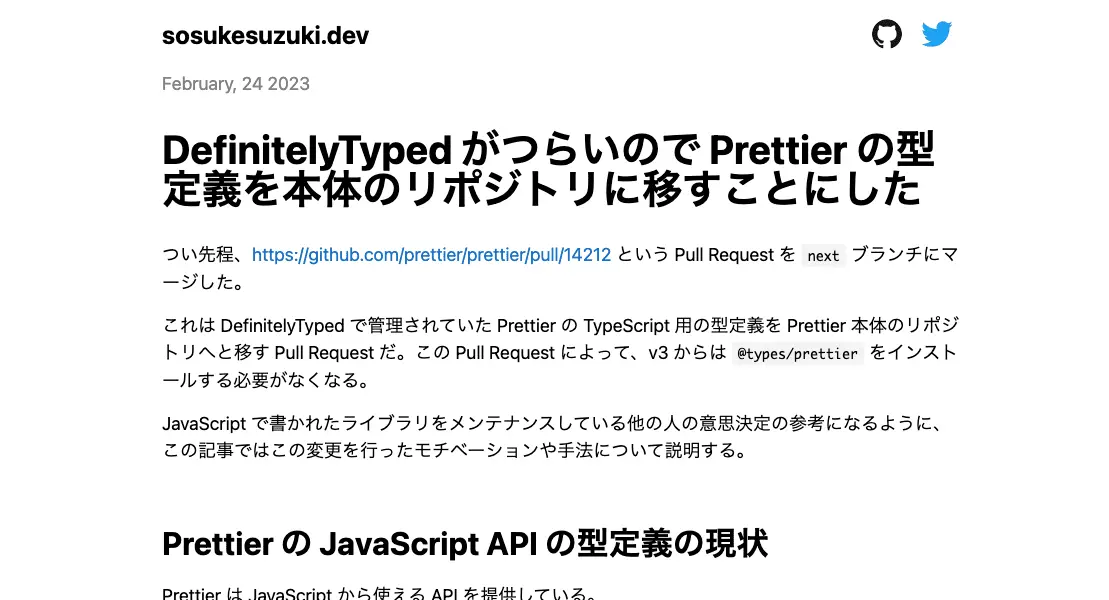 sosukesuzuki.dev
February, 24 2023
DefinitelyTyped がつらいので Prettier の型
定義を本体のリポジトリに移すことにした
つい先程、https://github.com/prettier/prettier/pull/14212 という Pull Request を next ブランチにマ
ージした。
これは DefinitelyTyped で管理されていた Prettier の TypeScript 用の型定義を Prettier 本体のリポジ
トリへと移す Pull Request だ。この Pull Request によって、v3 からは @types/prettier をインスト
ールする必要がなくなる。
JavaScript で書かれたライブラリをメンテナンスしている他の人の意思決定の参考になるように、
この記事ではこの変更を行ったモチベーションや手法について説明する。
Prettier の JavaScript API の型定義の現状
Prettier は JavaScript から使える API を提供している。